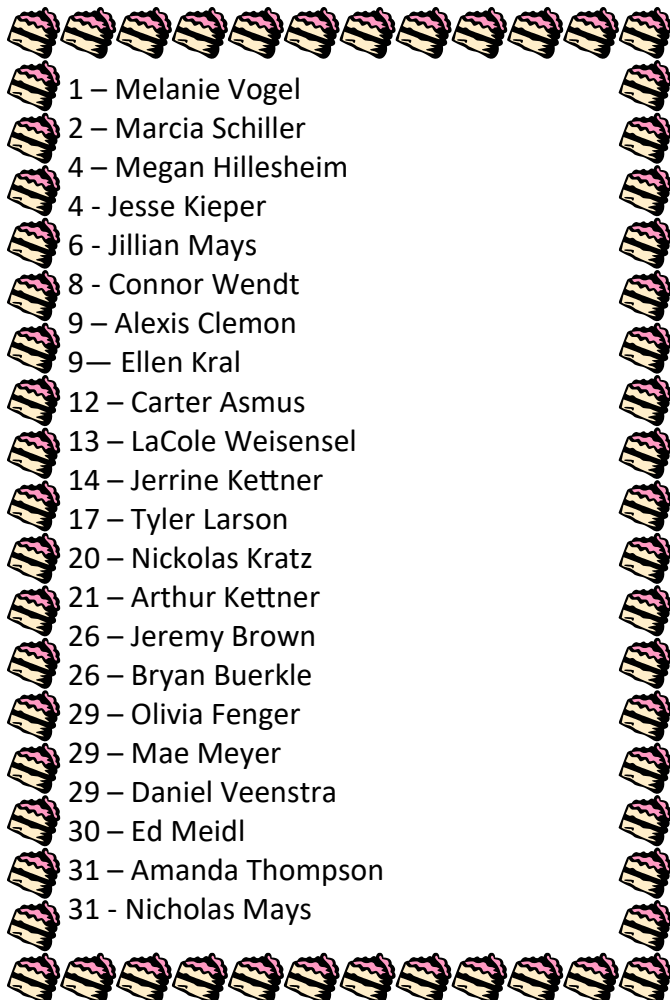 1 – Melanie Vogel
2 – Marcia Schiller
4 – Megan Hillesheim
4 - Jesse Kieper
6 - Jillian Mays
8 - Connor Wendt
9 – Alexis Clemon
9— Ellen Kral
12 – Carter Asmus
13 – LaCole Weisensel
14 – Jerrine Kettner
17 – Tyler Larson
20 – Nickolas Kratz
21 – Arthur Kettner
26 – Jeremy Brown
26 – Bryan Buerkle
29 – Olivia Fenger
29 – Mae Meyer
29 – Daniel Veenstra
30 – Ed Meidl
31 – Amanda Thompson
31 - Nicholas Mays